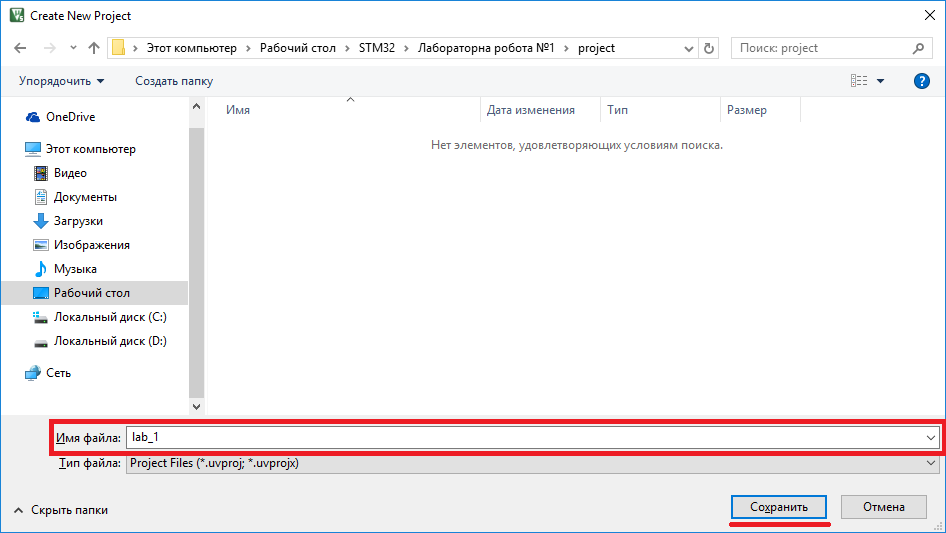 Create New Project
Этот компьютер > Рабочий стол > STM32 > Лабораторна робота №1 > project
Поиск: project
Упорядочить Создать папку
Имя Дата изменения Тип Размер
Нет элементов, удовлетворяющих условиям поиска.
OneDrive
Этот компьютер
Видео
Документы
Загрузки
Изображения
Музыка
Рабочий стол
Локальный диск (C:)
Локальный диск (D:)
Сеть
Имя файла: lab_1
Тип файла: Project Files (*.uvproj; *.uvprojx)
Скрыть папки
Сохранить Отмена